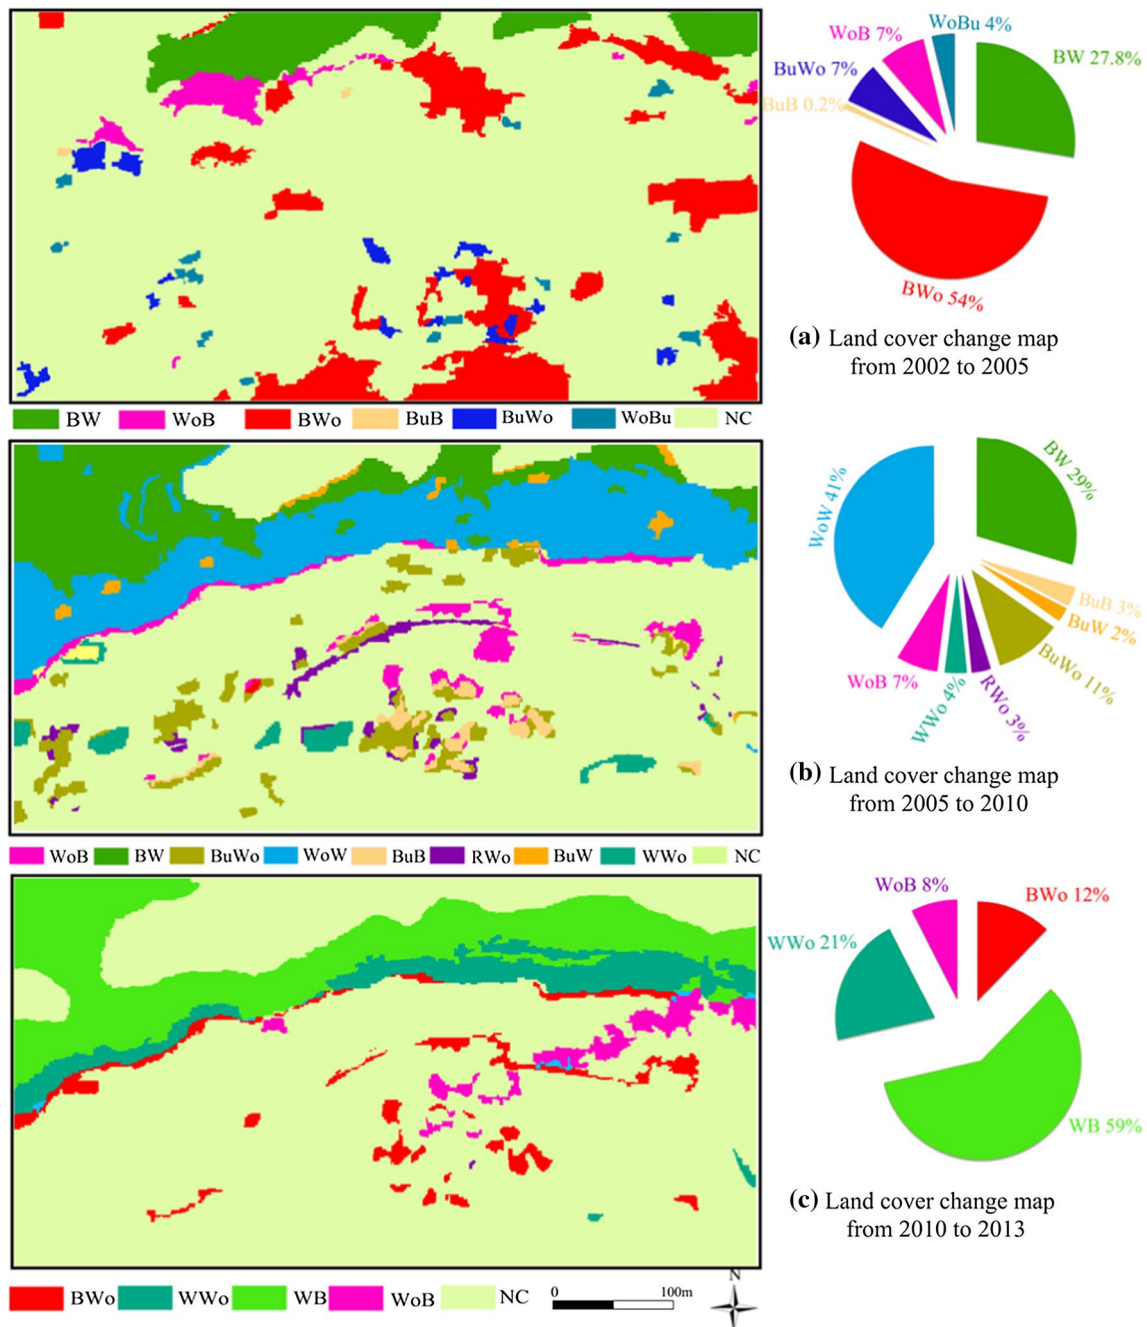 WoBu 4%
WoB 7%
BW 27.8%
BuWo 7%
BuB 0.2%
BWo 54%
(a) Land cover change map
from 2002 to 2005
BW WoB BWo BuB BuWo WoBu NC
WoW 41%
BW 29%
BuB 3%
BuW 2%
BuWo 11%
RWo 3%
WWo 4%
WoB 7%
(b) Land cover change map
from 2005 to 2010
WoB BW BuWo WoW BuB RWo BuW WWo NC
WoB 8%
BWo 12%
WWo 21%
WB 59%
(c) Land cover change map
from 2010 to 2013
BWo WWo WB WoB NC
0 100m
N